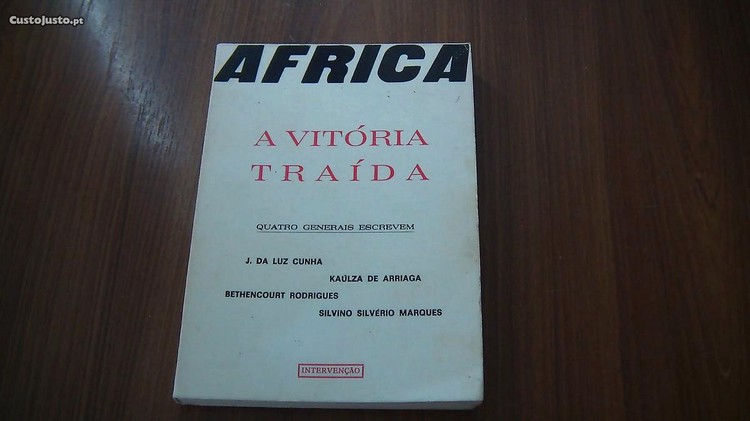 CustoJusto.pt
AFRICA
A VITÓRIA
TRAÍDA
QUATRO GENERAIS ESCREVEM
J. DA LUZ CUNHA
KAÚLZA DE ARRIAGA
BETHENCOURT RODRIGUES
SILVINO SILVÉRIO MARQUES
INTERVENÇÃO